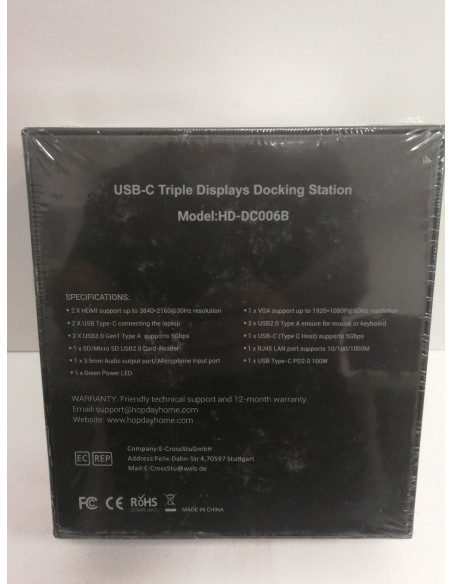 USB-C Triple Displays Docking Station
Model:HD-DC006B
SPECIFICATIONS:
• 2 X HDMI support up to 3840×2160@30Hz resolution
• 2 X USB Type-C connecting the laptop
• 2 X USB3.0 Gen1 Type A supports 5Gbps
• 1 x SD/Micro SD USB2.0 Card-Reader
• 1 x 3.5mm Audio output port/ Microphone input port
• 1 x Green Power LED
• 1 x VGA support up to 1920×1080P@60Hz resolution
• 3 x USB2.0 Type A ensure for mouse or keyboard
• 1 x USB-C (Type C Host) supports 5Gbps
• 1 x RJ45 LAN port supports 10/100/1000M
• 1 x USB Type-C PD2.0 100W
WARRANTY: Friendly technical support and 12-month warranty.
Email:support@hopdayhome.com
Website: www.hopdayhome.com
EC REP
Company:E-CrossStuGmbH
Address:Felix-Dahn-Str 4,70597 Stuttgart
Mail:E-CrossStu@web.de
FC CE RoHS
COMPLIANT
MADE IN CHINA